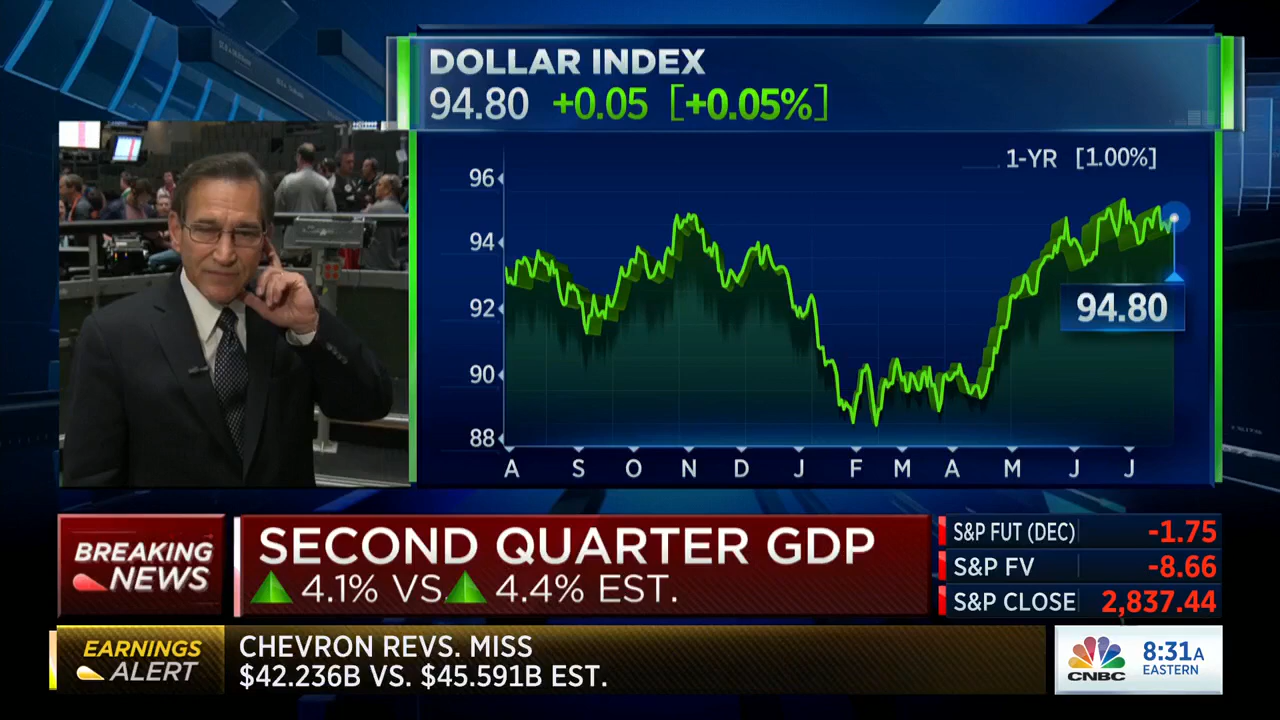 DOLLAR INDEX
94.80 +0.05 [+0.05%]
1-YR [1.00%]
96
94
92
90
88
94.80
A S O N D J F M A M J J
BREAKING
NEWS
SECOND QUARTER GDP
4.1% VS. 4.4% EST.
S&P FUT (DEC) -1.75
S&P FV -8.66
S&P CLOSE 2,837.44
EARNINGS
ALERT
CHEVRON REVS. MISS
$42.236B VS. $45.591B EST.
CNBC
8:31A
EASTERN